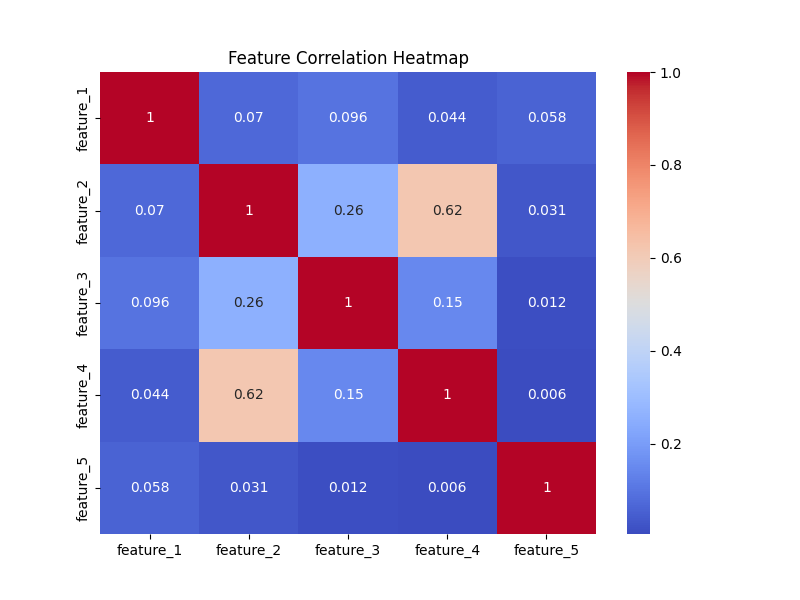 Feature Correlation Heatmap
feature_1 1 0.07 0.096 0.044 0.058
feature_2 0.07 1 0.26 0.62 0.031
feature_3 0.096 0.26 1 0.15 0.012
feature_4 0.044 0.62 0.15 1 0.006
feature_5 0.058 0.031 0.012 0.006 1
feature_1 feature_2 feature_3 feature_4 feature_5
1.0
0.8
0.6
0.4
0.2